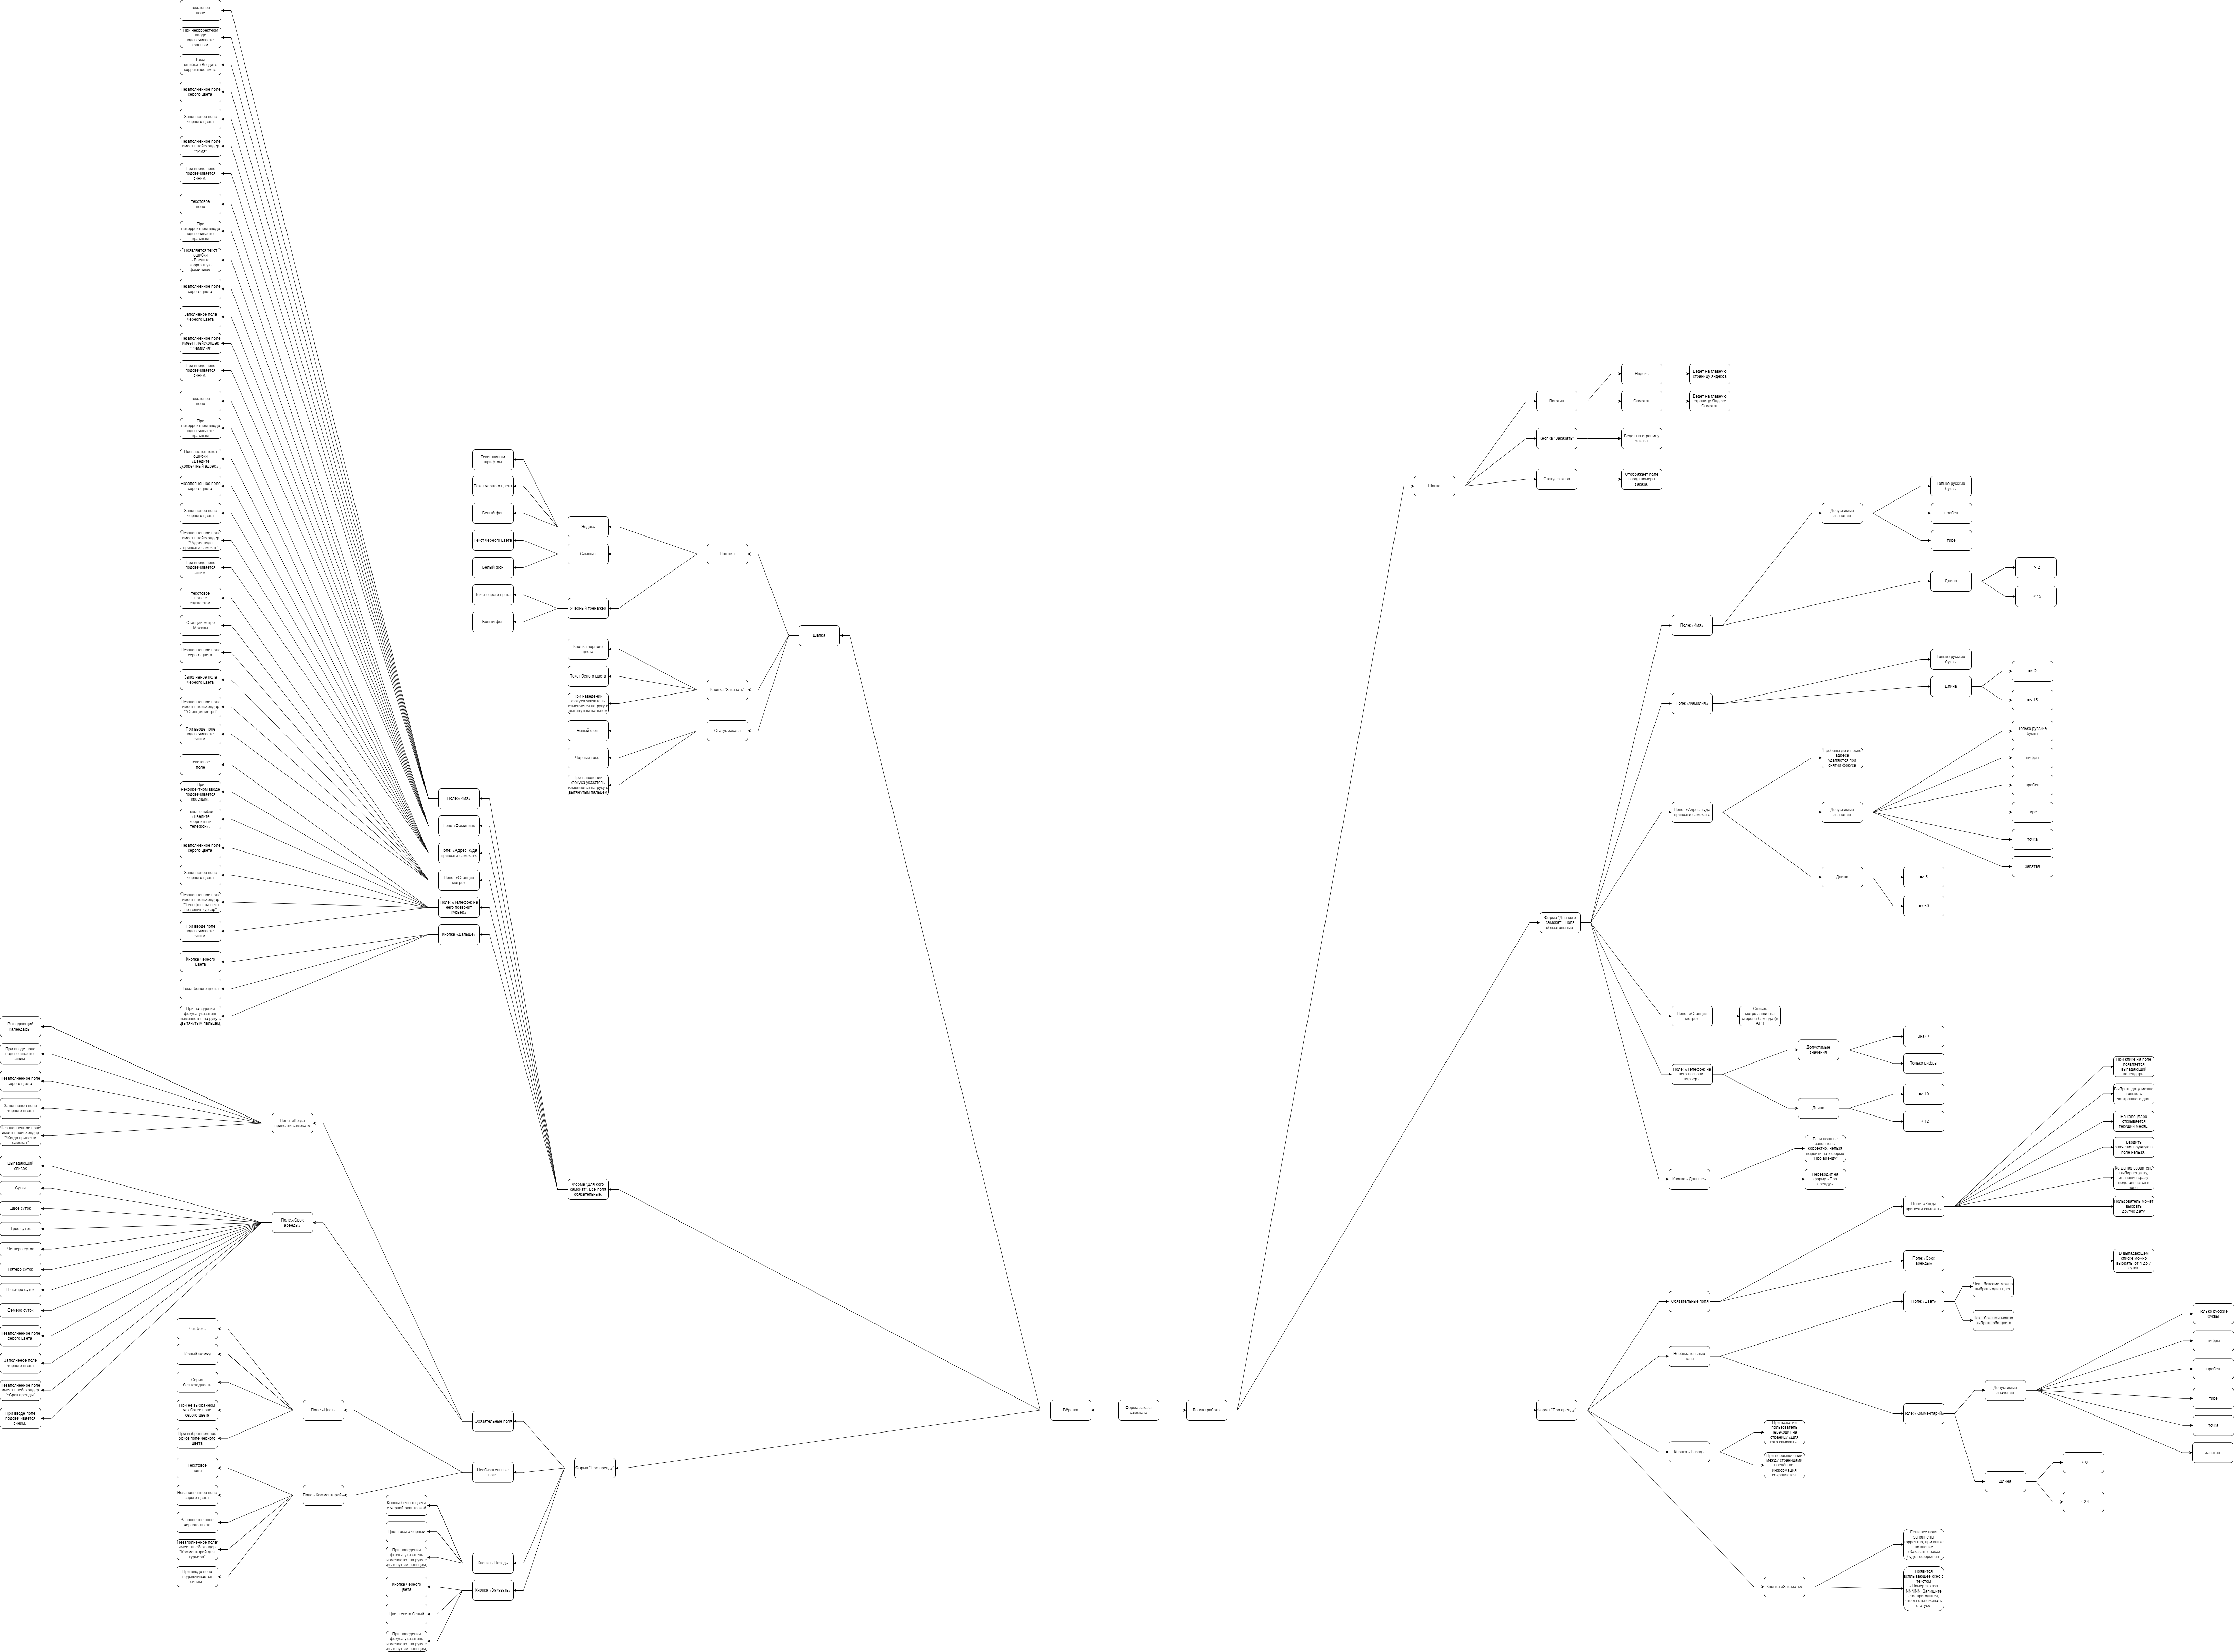 текстовое
поле
При некорректном
вводе
подсвечивается
красным
Текст
ошибки «Введите
корректное имя»
Незаполненное поле
серого цвета
Заполненое поле
черного цвета
Незаполненное поле
имеет плейсхолдер
"*Имя"
При вводе поле
подсвечивается
синим
текстовое
поле
При
некорректном вводе
подсвечивается
красным
Появляется текст
ошибки
«Введите
корректную
фамилию»
Незаполненное поле
серого цвета
Заполненое поле
черного цвета
Незаполненное поле
имеет плейсхолдер
"*Фамилия"
При вводе поле
подсвечивается
синим
текстовое
поле
При
некорректном вводе
подсвечивается
красным
Появляется текст
ошибки
«Введите
корректный адрес»
Незаполненное поле
серого цвета
Заполненое поле
черного цвета
Незаполненное поле
имеет плейсхолдер
"*Адрес куда
привезти самокат"
При вводе поле
подсвечивается
синим
текстовое
поле с
саджестом
Станции метро
Москвы
Незаполненное поле
серого цвета
Заполненое поле
черного цвета
Незаполненное поле
имеет плейсхолдер
"*Станция метро"
При вводе поле
подсвечивается
синим
текстовое
поле
При
некорректном вводе
подсвечивается
красным
Текст ошибки
«Введите
корректный
телефон»
Незаполненное поле
серого цвета
Заполненое поле
черного цвета
Незаполненное поле
имеет плейсхолдер
"*Телефон: на него
позвонит курьер"
При вводе поле
подсвечивается
синим
Кнопка черного
цвета
Текст белого цвета
При наведении
фокуса указатель
изменяется на руку с
вытянутым пальцем
Поле «Имя»
Поле «Фамилия»
Поле: «Адрес: куда
привезти самокат»
Поле: «Станция
метро»
Поле: «Телефон: на
него позвонит
курьер»
Кнопка «Дальше»
Текст жиным
шрифтом
Текст черного цвета
Белый фон
Текст черного цвета
Белый фон
Текст серого цвета
Белый фон
Яндекс
Самокат
Учебный тренажер
Логотип
Кнопка черного
цвета
Текст белого цвета
При наведении
фокуса указатель
изменяется на руку с
вытянутым пальцем
Белый фон
Черный текст
При наведении
фокуса указатель
изменяется на руку с
вытянутым пальцем
Кнопка "Заказать"
Статус заказа
Шапка
Форма "Для кого
самокат". Все поля
обязательные
Выпадающий
календарь
При вводе поле
подсвечивается
синим
Незаполненное поле
серого цвета
Заполненое поле
черного цвета
Незаполненное поле
имеет плейсхолдер
"*Когда привезти
самокат"
Поле: «Когда
привезти самокат»
Выпадающий
список
Сутки
Двое суток
Трое суток
Четверо суток
Пятеро суток
Шестеро суток
Семеро суток
Незаполненное поле
серого цвета
Заполненое поле
черного цвета
Незаполненное поле
имеет плейсхолдер
"*Срок аренды"
При вводе поле
подсвечивается
синим
Поле:«Срок
аренды»
Чек-бокс
Чёрный жемчуг
Серая
безысходность
При не выбранном
чек боксе поле
серого цвета
При выбранном чек
боксе поле черного
цвета
Поле «Цвет»
Текстовое
поле
Незаполненное поле
серого цвета
Заполненое поле
черного цвета
Незаполненное поле
имеет плейсхолдер
"Комментарий для
курьера"
При вводе поле
подсвечивается
синим
Поле «Комментарий»
Обязательные поля
Необязательные
поля
Кнопка белого цвета
с черной окантовкой
Цвет текста черный
При наведении
фокуса указатель
изменяется на руку с
вытянутым пальцем
Кнопка «Назад»
Кнопка черного
цвета
Цвет текста белый
При наведении
фокуса указатель
изменяется на руку с
вытянутым пальцем
Кнопка «Заказать»
Форма "Про аренду"
Вёрстка
Форма заказа
самоката
Логика работы
Шапка
Логотип
Яндекс
Ведет на главную
страницу Яндекса
Самокат
Ведет на главную
страницу Яндекс
Самокат
Кнопка "Заказать"
Ведет на страницу
заказа
Статус заказа
Отображает поле
ввода номера
заказа
Форма "Для кого
самокат". Поля
обязательные
Поле «Имя»
Допустимые
значения
Только русские
буквы
пробел
тире
Длина
>= 2
>= 15
Поле «Фамилия»
Только русские
буквы
Длина
>= 15
Поле: «Адрес: куда
привезти самокат»
Пробелы до и после
адреса
удаляются при
снятии фокуса
Допустимые
значения
Только русские
буквы
цифры
пробел
тире
точка
запятая
Длина
Поле: «Станция
метро»
Список
метро зашит на
стороне бэкенда (в
API)
Поле: «Телефон: на
него позвонит
курьер»
Допустимые
значения
Знак +
Только цифры
Длина
>= 12
Кнопка «Дальше»
Если поля не
заполнены
корректно, нельзя
перейти на к форме
"Про аренду"
Переводит на
форму «Про
аренду»
Форма "Про аренду"
Обязательные поля
Поле: «Когда
привезти самокат»
При клике на поле
появляется
выпадающий
календарь
Выбрать дату можно
только с
завтрашнего дня
На календаре
открывается
текущий месяц
Вводить
значения вручную в
поле нельзя
Когда пользователь
выбирает дату,
значение сразу
подставляется в
поле
Пользователь может
выбрать
другую дату
Поле:«Срок
аренды»
В выпадающем
списке можно
выбрать от 1 до 7
суток
Необязательные
поля
Поле «Цвет»
Чек - боксами можно
выбрать один цвет
Чек - боксами можно
выбрать оба цвета
Поле «Комментарий»
Допустимые
значения
Только русские
буквы
цифры
пробел
тире
точка
запятая
Длина
Кнопка «Назад»
При нажатии
пользователь
переходит на
страницу «Для
кого самокат».
При переключении
между страницами
введённая
информация
сохраняется
Кнопка «Заказать»
Если все поля
заполнены
корректно, при клике
по кнопке
«Заказать» заказ
будет оформлен
Появится
всплывающее окно с
текстом
«Номер заказа:
NNNNN. Запишите
его: пригодится,
чтобы отслеживать
статус»